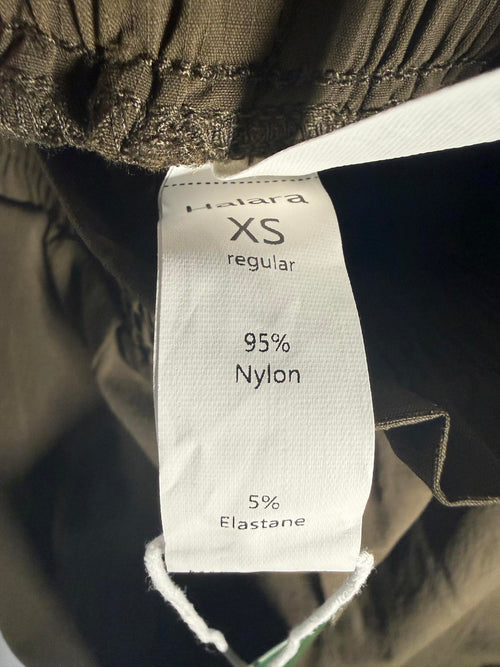 Halara
XS
regular
95%
Nylon
5%
Elastane